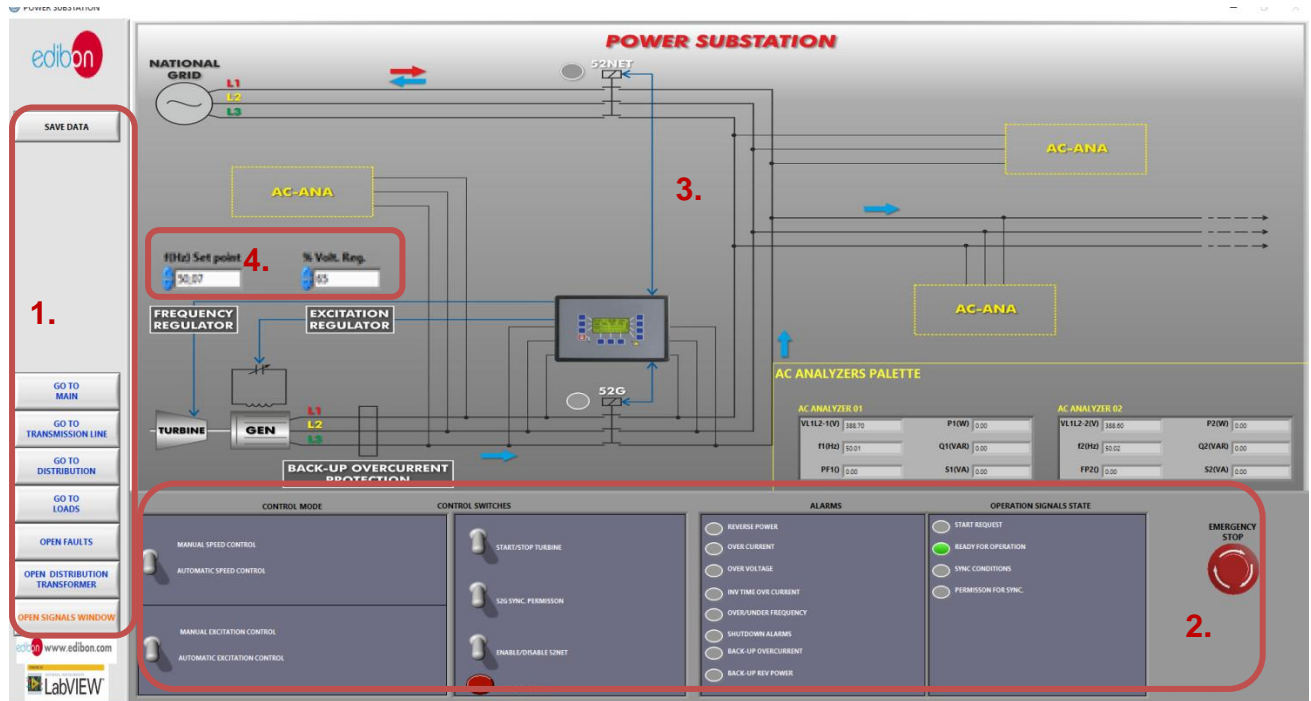 POWER SUBSTATION
edibon
SAVE DATA
1.
GO TO
MAIN
GO TO
TRANSMISSION LINE
GO TO
DISTRIBUTION
GO TO
LOADS
OPEN FAULTS
OPEN DISTRIBUTION
TRANSFORMER
OPEN SIGNALS WINDOW
edibon www.edibon.com
LabVIEW
POWER SUBSTATION
NATIONAL
GRID
L1
L2
L3
52NET
AC-ANA
AC-ANA
3.
f(Hz) Set point
4.
% Volt. Reg.
50,07
65
FREQUENCY
REGULATOR
EXCITATION
REGULATOR
AC-ANA
52G
TURBINE
GEN
L1
L2
L3
BACK-UP OVERCURRENT
PROTECTION
AC ANALYZERS PALETTE
AC ANALYZER 01
VL1L2-1(V) 388.70
P1(W) 0.00
f1(Hz) 50.01
Q1(VAR) 0.00
PF1() 0.00
S1(VA) 0.00
AC ANALYZER 02
VL1L2-2(V) 388.60
P2(W) 0.00
f2(Hz) 50.02
Q2(VAR) 0.00
FP2() 0.00
S2(VA) 0.00
CONTROL MODE
MANUAL SPEED CONTROL
AUTOMATIC SPEED CONTROL
MANUAL EXCITATION CONTROL
AUTOMATIC EXCITATION CONTROL
CONTROL SWITCHES
START/STOP TURBINE
52G SYNC. PERMISSON
ENABLE/DISABLE 52NET
ALARMS
REVERSE POWER
OVER CURRENT
OVER VOLTAGE
INV TIME OVR CURRENT
OVER/UNDER FREQUENCY
SHUTDOWN ALARMS
BACK-UP OVERCURRENT
BACK-UP REV POWER
OPERATION SIGNALS STATE
START REQUEST
READY FOR OPERATION
SYNC CONDITIONS
PERMISSON FOR SYNC.
EMERGENCY
STOP
2.